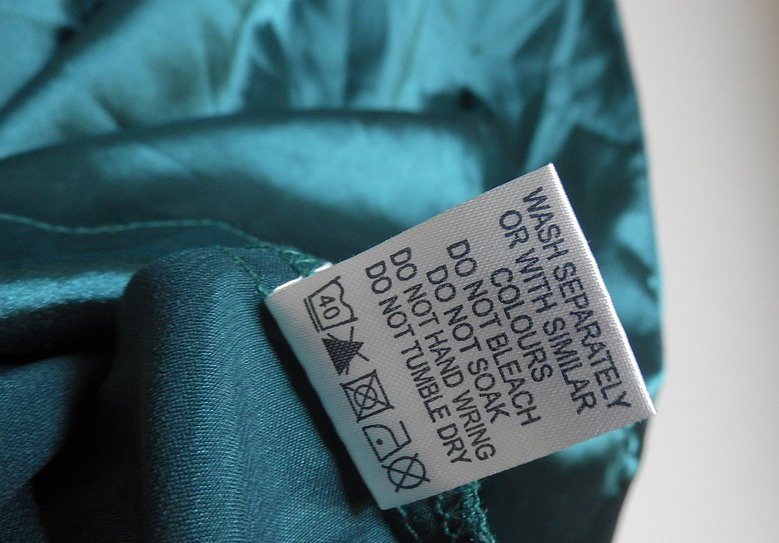 WASH SEPARATELY
OR WITH SIMILAR
COLOURS
DO NOT BLEACH
DO NOT SOAK
DO NOT HAND WRING
DO NOT TUMBLE DRY
40